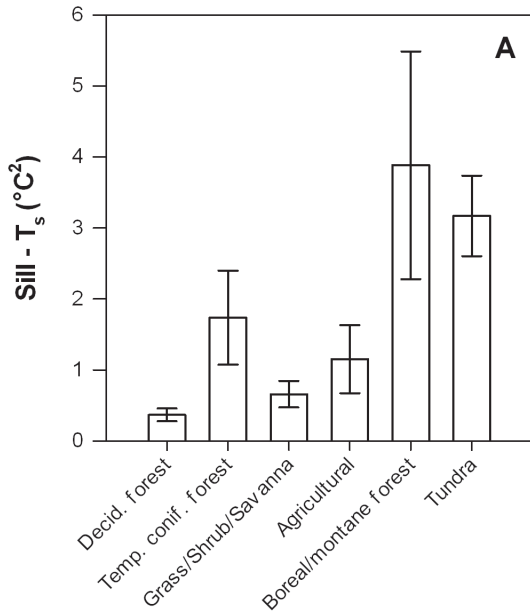 A
Sill - Ts (°C2)
6
5
4
3
2
1
0
Decid. forest
Temp. conif. forest
Grass/Shrub/Savanna
Agricultural
Boreal/montane forest
Tundra